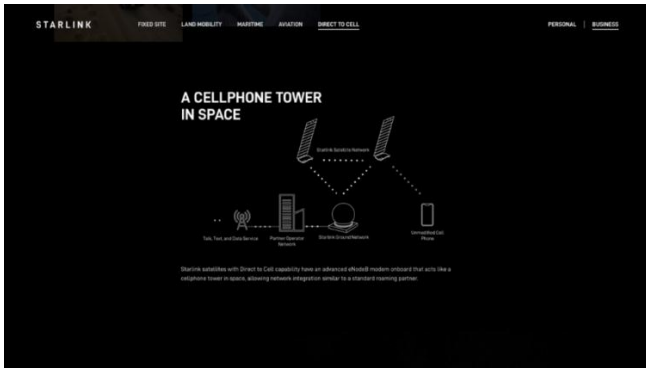 STARLINK
FIXED SITE LAND MOBILITY MARITIME AVIATION DIRECT TO CELL PERSONAL | BUSINESS
A CELLPHONE TOWER
IN SPACE
Starlink Satellite Network
Talk, Text, and Data Service
Partner Operator
Network
Starlink Ground Network
Unmodified Cell
Phone
Starlink satellites with Direct to Cell capability have an advanced eNodeB modem onboard that acts like a
cellphone tower in space, allowing network integration similar to a standard roaming partner.